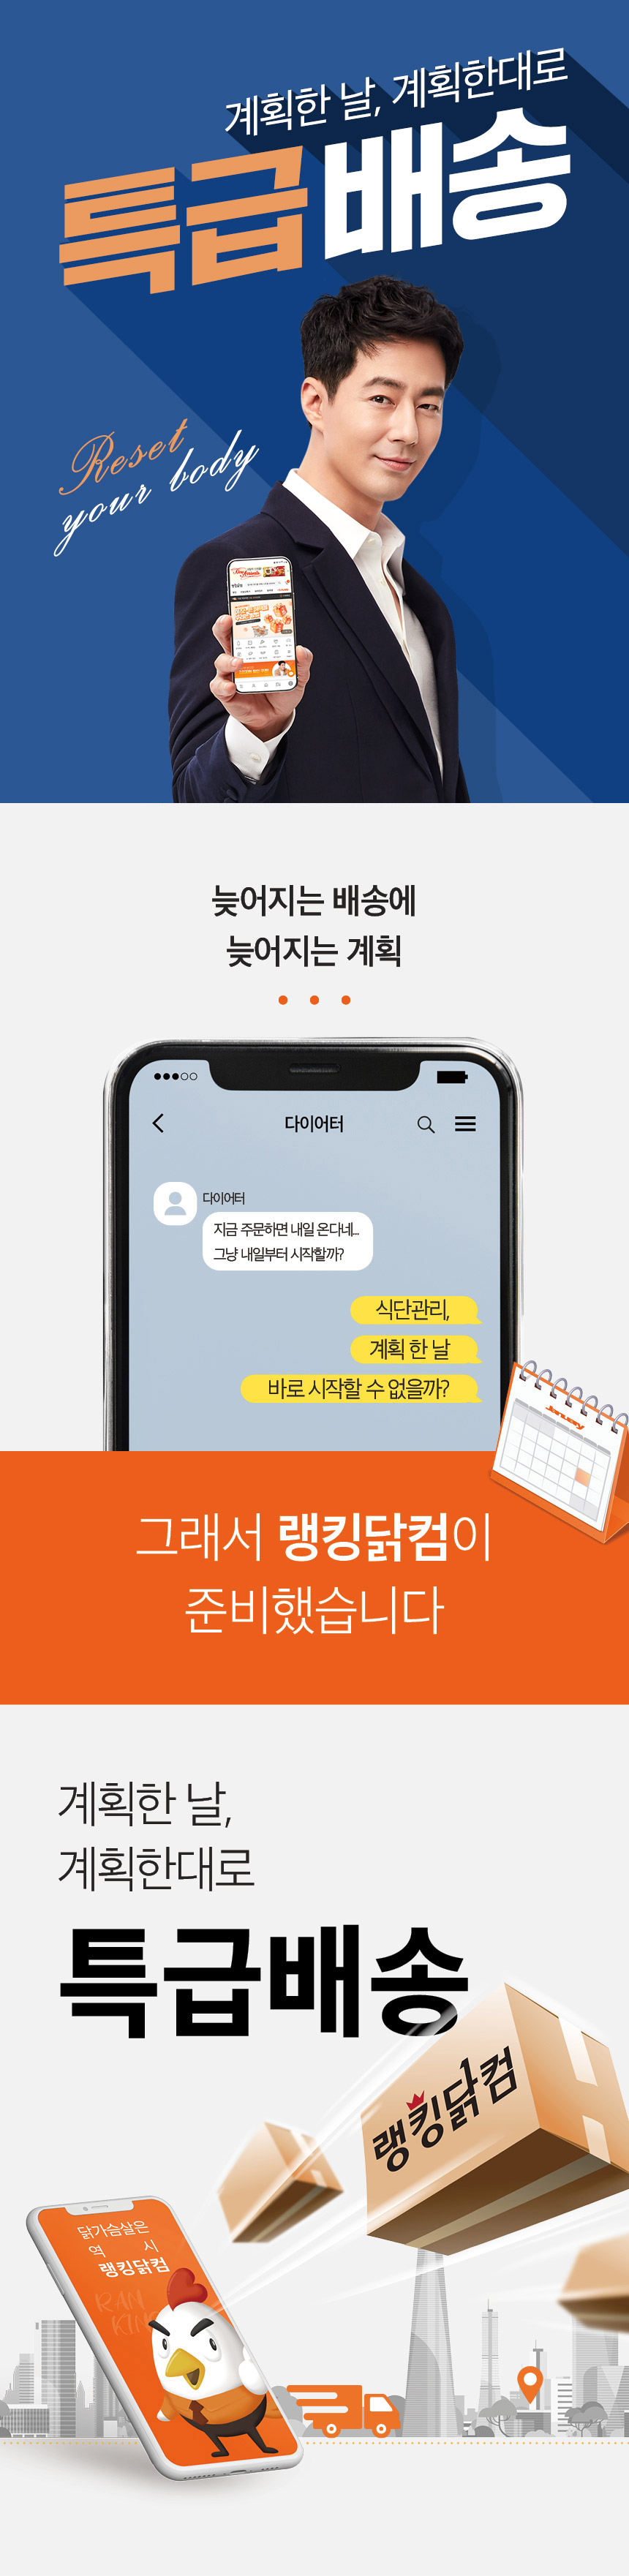 계획한 날, 계획한대로
특급배송
Reset
your body
늦어지는 배송에
늦어지는 계획
다이어터
다이어터
지금 주문하면 내일 온다네...
그냥 내일부터 시작할까?
식단관리,
계획 한 날
바로 시작할 수 없을까?
January
그래서 랭킹닭컴이
준비했습니다
계획한 날,
계획한대로
특급배송
랭킹닭컴
닭가슴살은
역 시
랭킹닭컴
RAN
KING